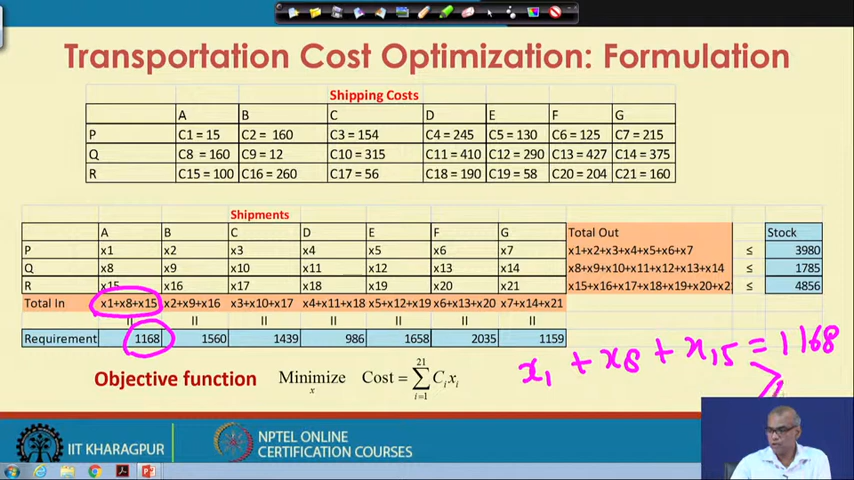 Transportation Cost Optimization: Formulation
Shipping Costs
A B C D E F G
P C1 = 15 C2 = 160 C3 = 154 C4 = 245 C5 = 130 C6 = 125 C7 = 215
Q C8 = 160 C9 = 12 C10 = 315 C11 = 410 C12 = 290 C13 = 427 C14 = 375
R C15 = 100 C16 = 260 C17 = 56 C18 = 190 C19 = 58 C20 = 204 C21 = 160
Shipments
A B C D E F G Total Out Stock
P x1 x2 x3 x4 x5 x6 x7 x1+x2+x3+x4+x5+x6+x7 ≤ 3980
Q x8 x9 x10 x11 x12 x13 x14 x8+x9+x10+x11+x12+x13+x14 ≤ 1785
R x15 x16 x17 x18 x19 x20 x21 x15+x16+x17+x18+x19+x20+x2 ≤ 4856
Total In x1+x8+x15 x2+x9+x16 x3+x10+x17 x4+x11+x18 x5+x12+x19 x6+x13+x20 x7+x14+x21
= = = = = = =
Requirement 1168 1560 1439 986 1658 2035 1159
x1 + x8 + x15 = 1168
Objective function Minimize x Cost = 21 ∑ i=1 Ci xi
IIT KHARAGPUR
NPTEL ONLINE
CERTIFICATION COURSES